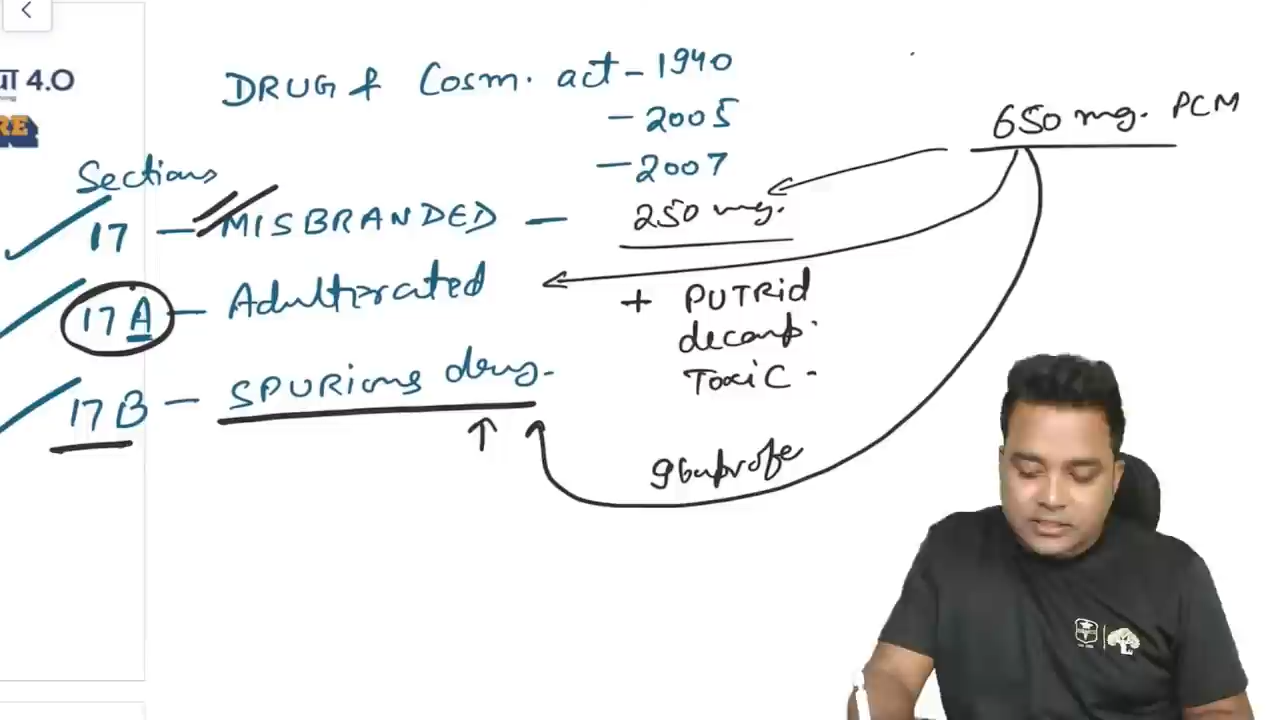 पा 4.0
RE
DRUG & Cosm. act - 1940
- 2005
- 2007
650 mg. PCM
Sections
17 - MISBRANDED - 250 mg.
17 A - Adulterated
+ PUTRid
decomp.
Toxic -
17 B - SPURious drug.